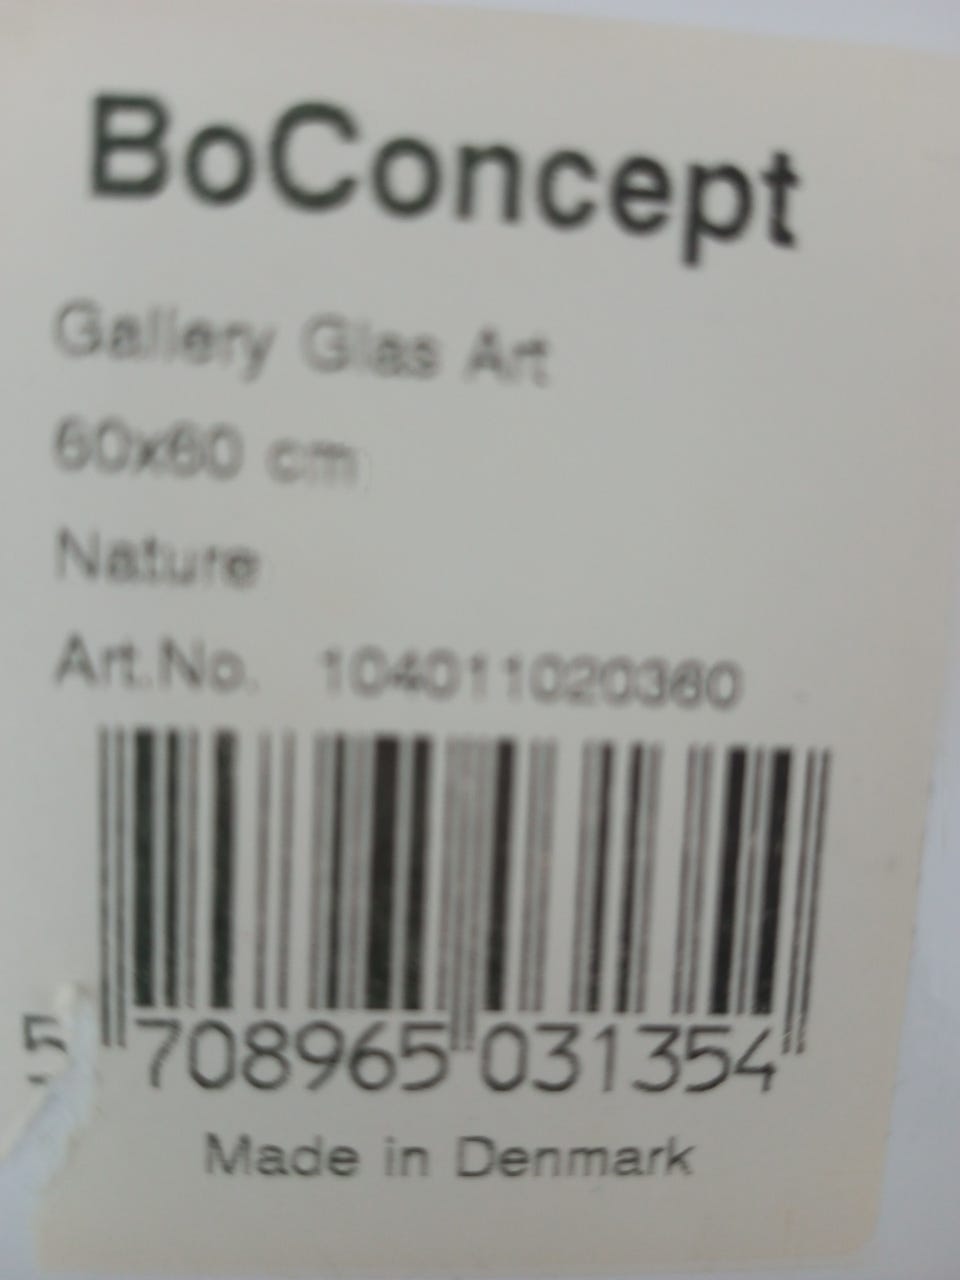 BoConcept
Gallery Glas Art
60x60 cm
Nature
Art.No. 104011020360
5 708965 031354
Made in Denmark